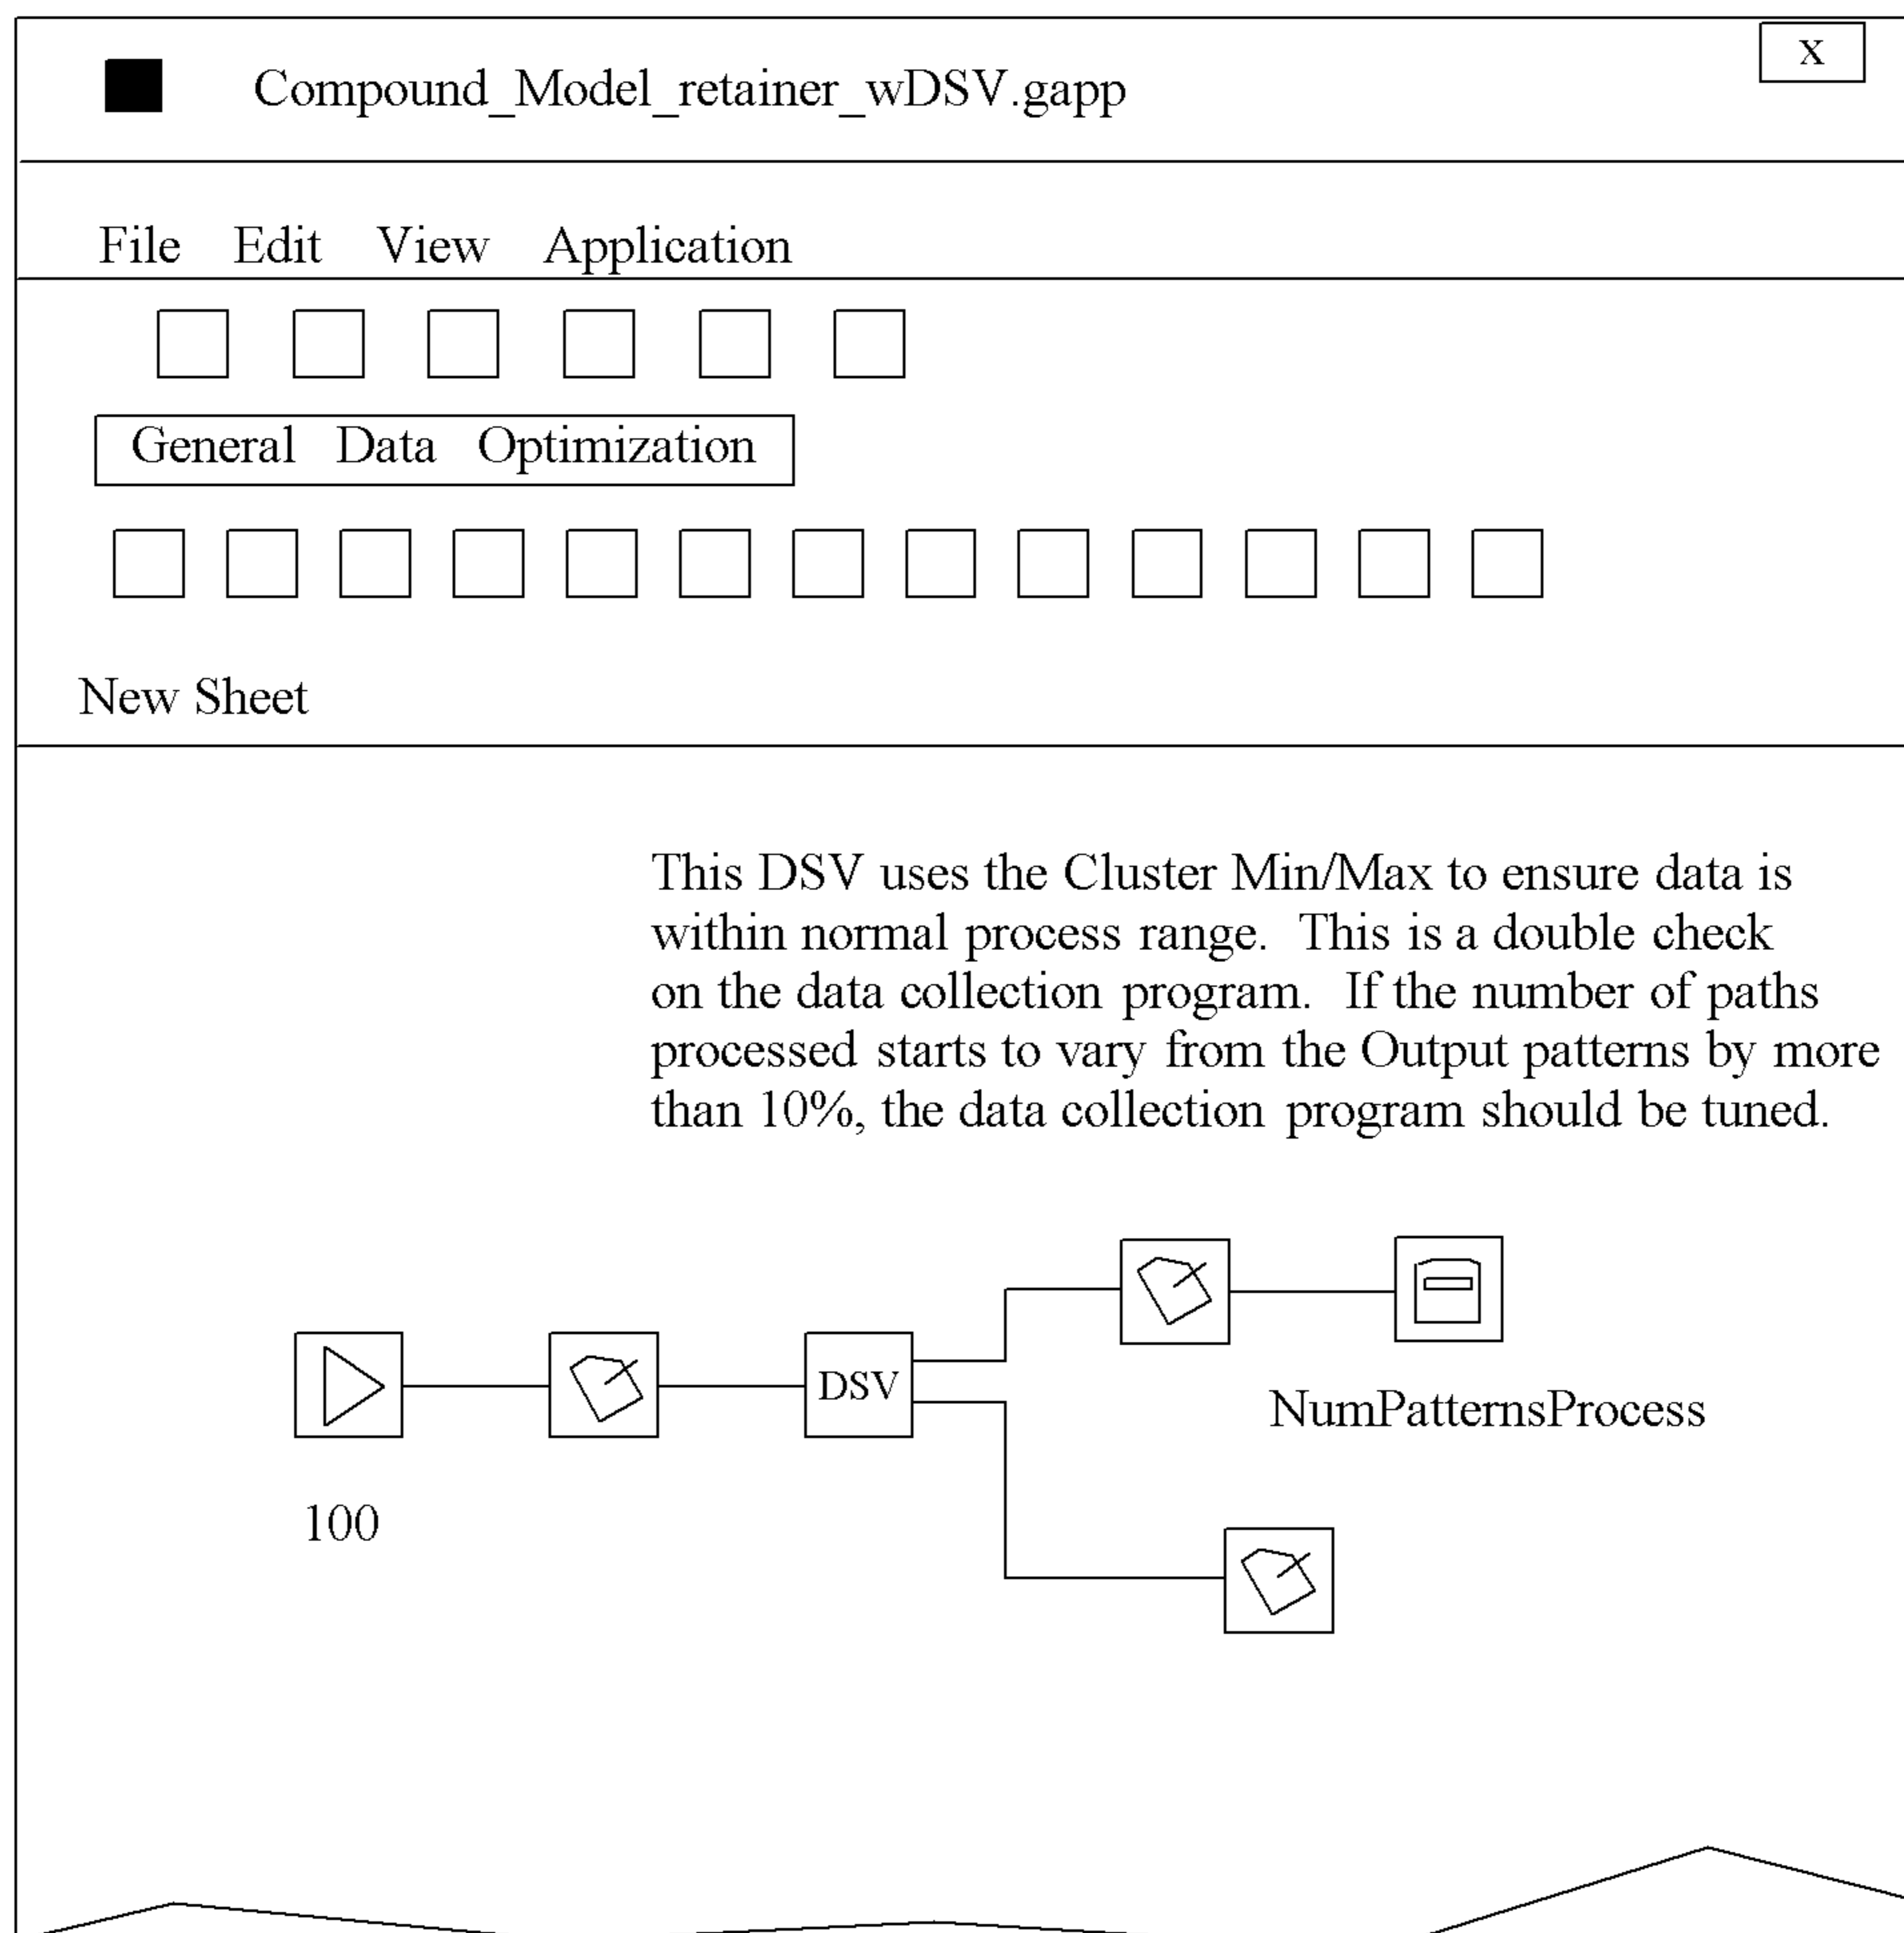 Compound_Model_retainer_wDSV.gapp
X
File Edit View Application
General Data Optimization
New Sheet
This DSV uses the Cluster Min/Max to ensure data is
within normal process range. This is a double check
on the data collection program. If the number of paths
processed starts to vary from the Output patterns by more
than 10%, the data collection program should be tuned.
DSV
NumPatternsProcess
100